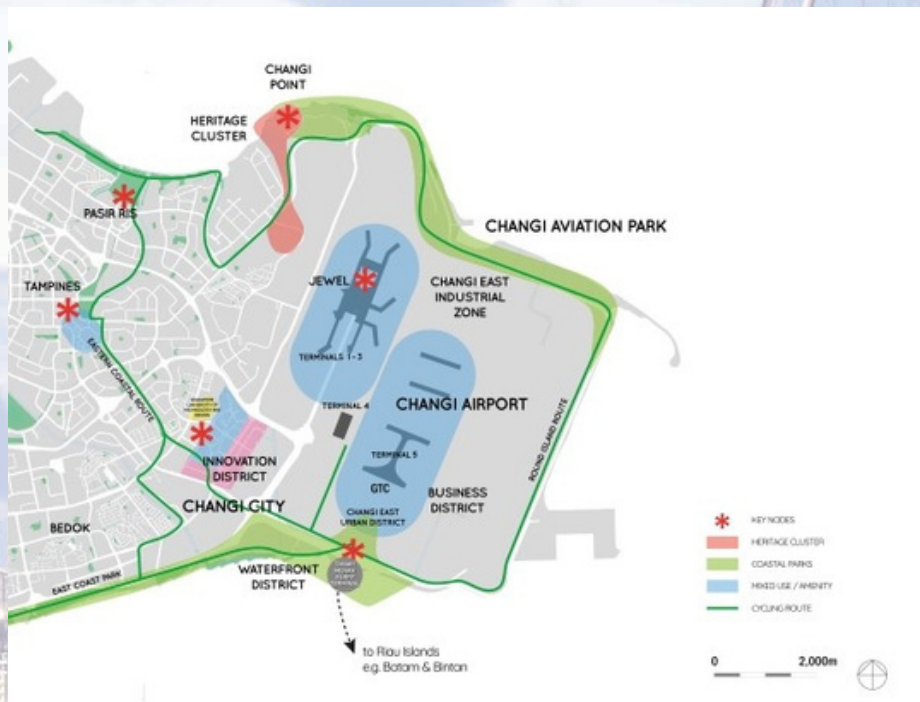 CHANGI
POINT
HERITAGE
CLUSTER
PASIR RIS
CHANGI AVIATION PARK
TAMPINES
JEWEL
CHANGI EAST
INDUSTRIAL
ZONE
EASTERN COASTAL ROUTE
TERMINALS 1-3
TERMINAL 4
CHANGI AIRPORT
ROUND ISLAND ROUTE
INNOVATION
DISTRICT
TERMINAL 5
GTC
BUSINESS
DISTRICT
CHANGI CITY
CHANGI EAST
URBAN DISTRICT
BEDOK
EAST COAST PARK
WATERFRONT
DISTRICT
to Riau Islands
e.g. Batam & Bintan
KEY NODES
HERITAGE CLUSTER
COASTAL PARKS
MIXED USE / AMENITY
CYCLING ROUTE
0 2,000m